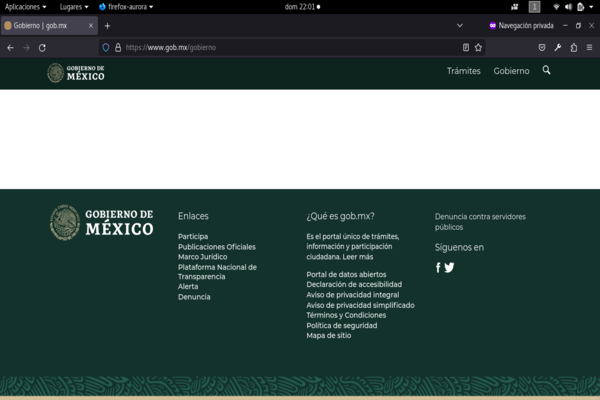 Aplicaciones
Lugares
firefox-aurora
dom 22:01
1
Gobierno | gob.mx
Navegación privada
https://www.gob.mx/gobierno
GOBIERNO DE
MÉXICO
Trámites
Gobierno
GOBIERNO DE
MÉXICO
Enlaces
Participa
Publicaciones Oficiales
Marco Jurídico
Plataforma Nacional de
Transparencia
Alerta
Denuncia
¿Qué es gob.mx?
Es el portal único de trámites,
información y participación
ciudadana. Leer más
Portal de datos abiertos
Declaración de accesibilidad
Aviso de privacidad integral
Aviso de privacidad simplificado
Términos y Condiciones
Política de seguridad
Mapa de sitio
Denuncia contra servidores
públicos
Síguenos en